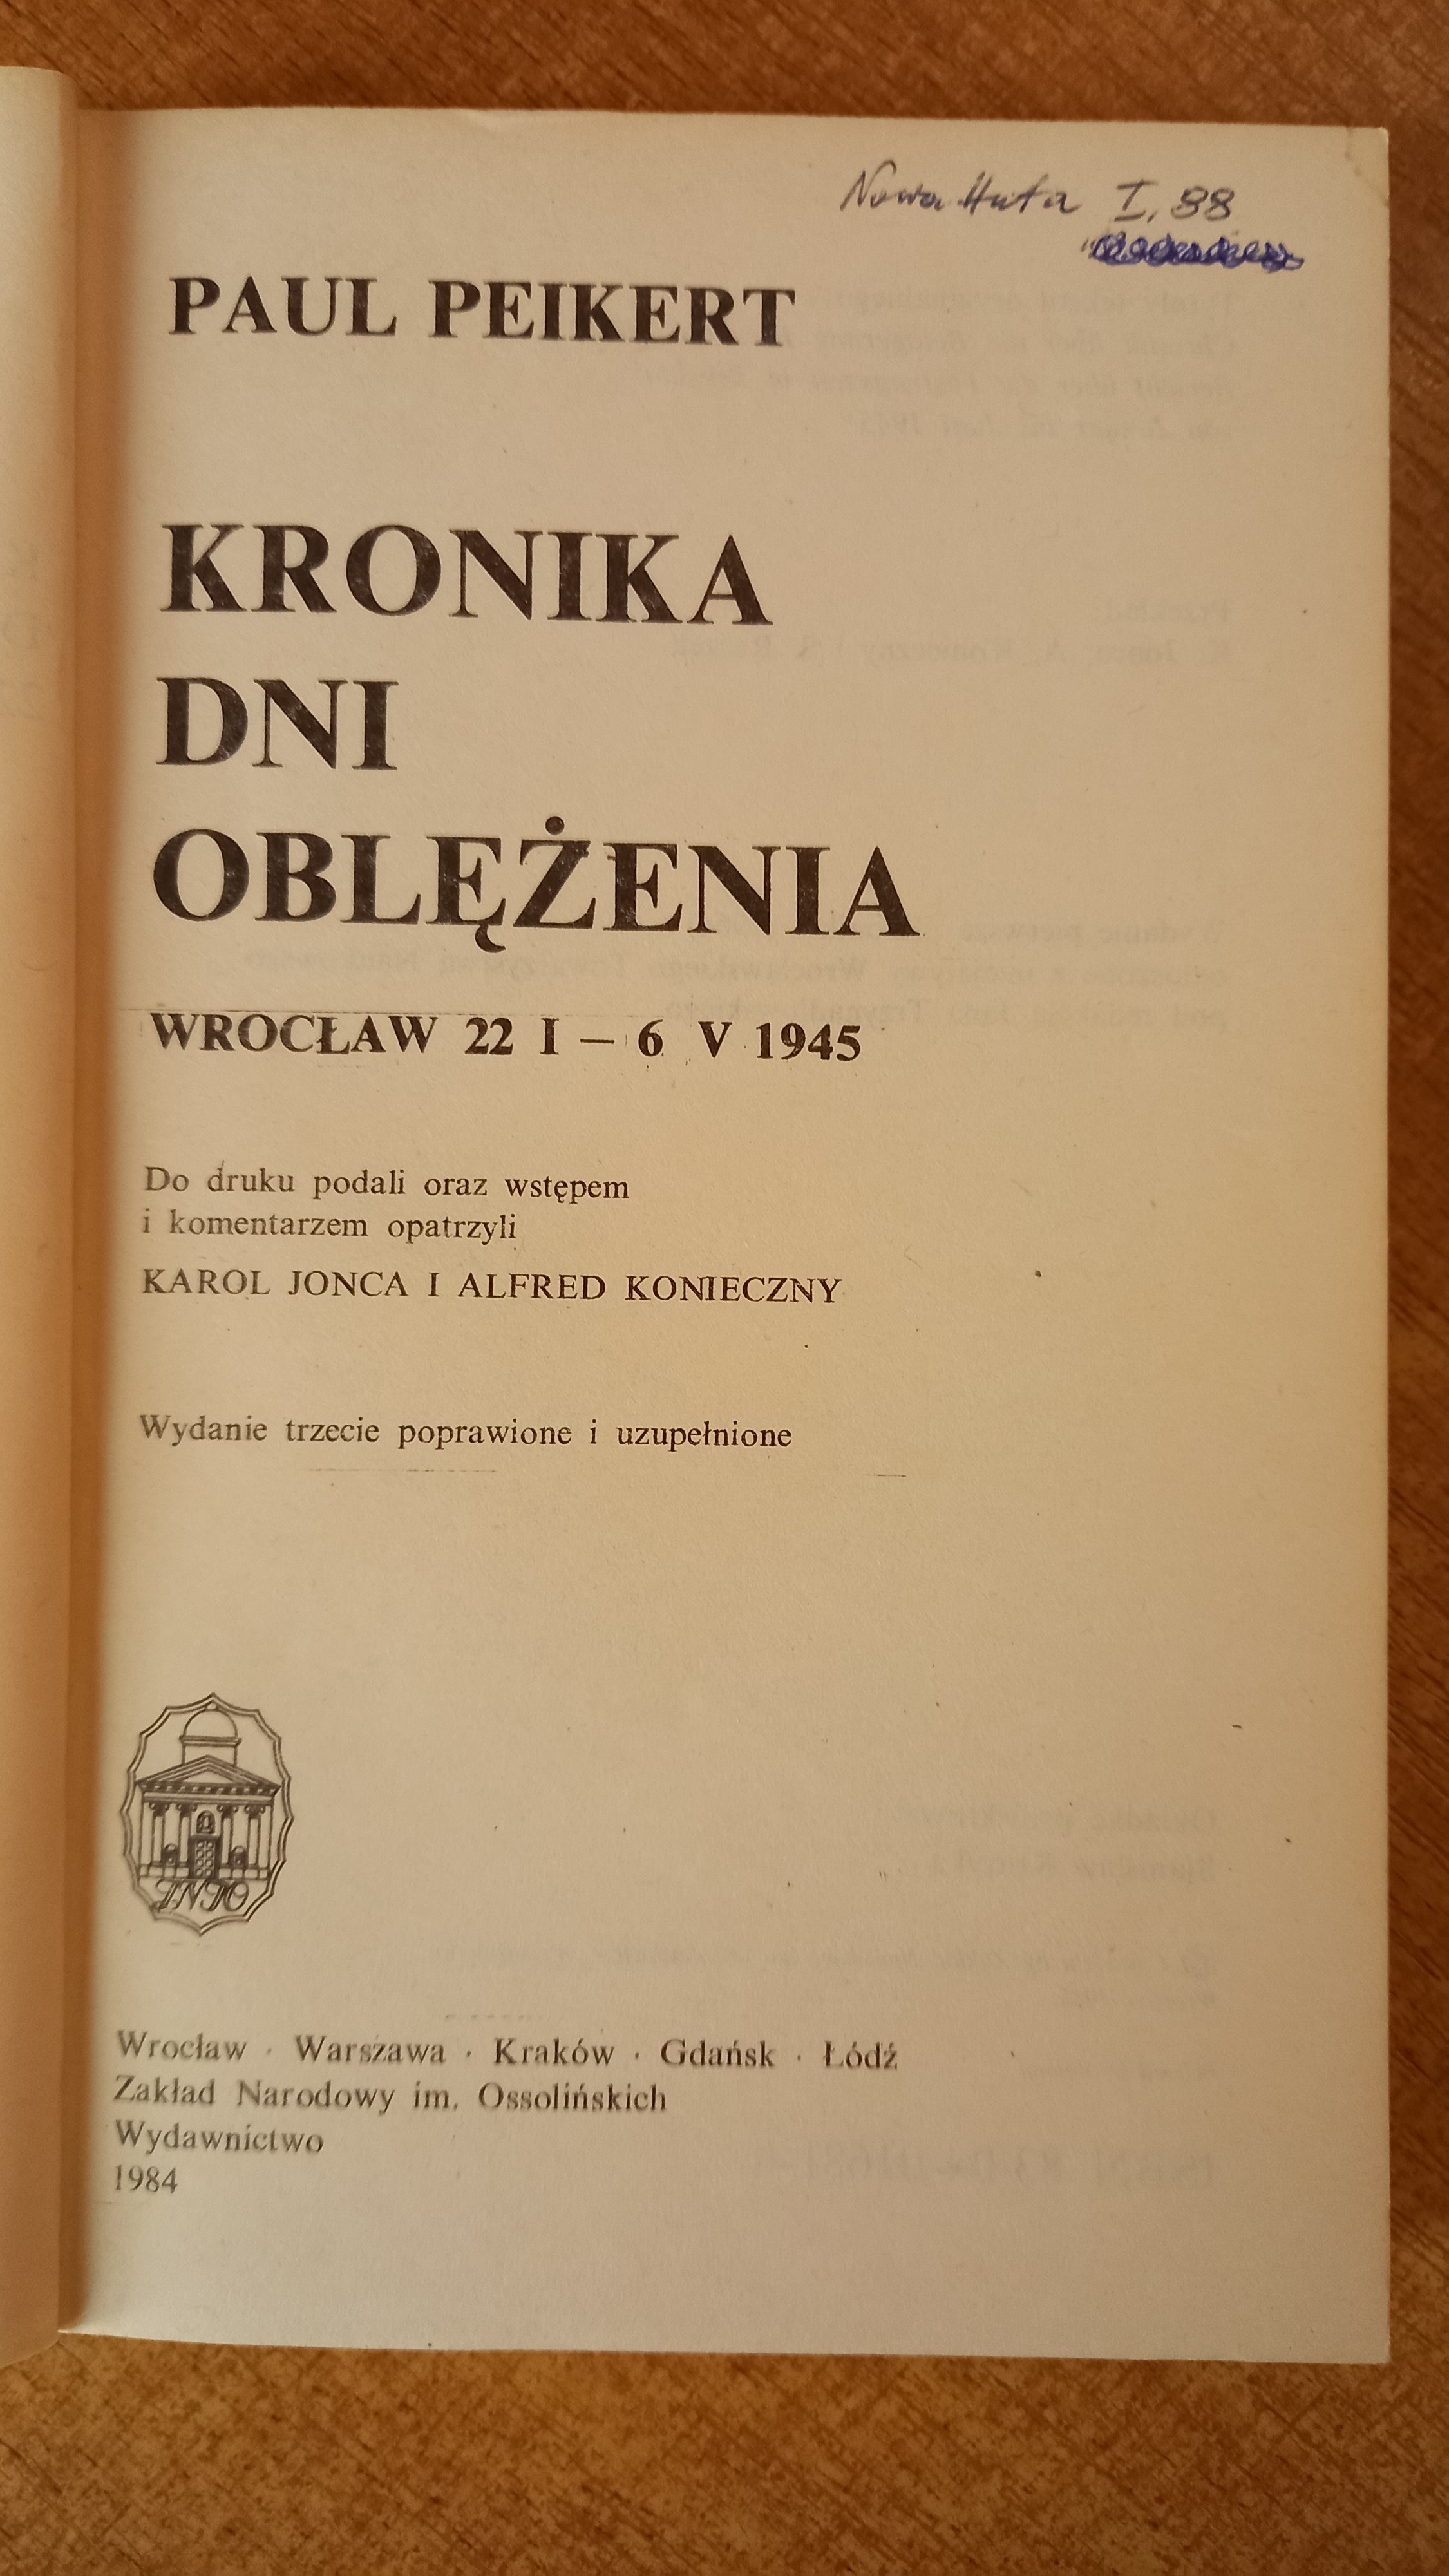 Nowa Huta I. 88
PAUL PEIKERT
KRONIKA
DNI
OBLĘŻENIA
WROCŁAW 22 I – 6 V 1945
Do druku podali oraz wstępem
i komentarzem opatrzyli
KAROL JONCA I ALFRED KONIECZNY
Wydanie trzecie poprawione i uzupełnione
Wrocław · Warszawa · Kraków · Gdańsk · Łódź
Zakład Narodowy im. Ossolińskich
Wydawnictwo
1984